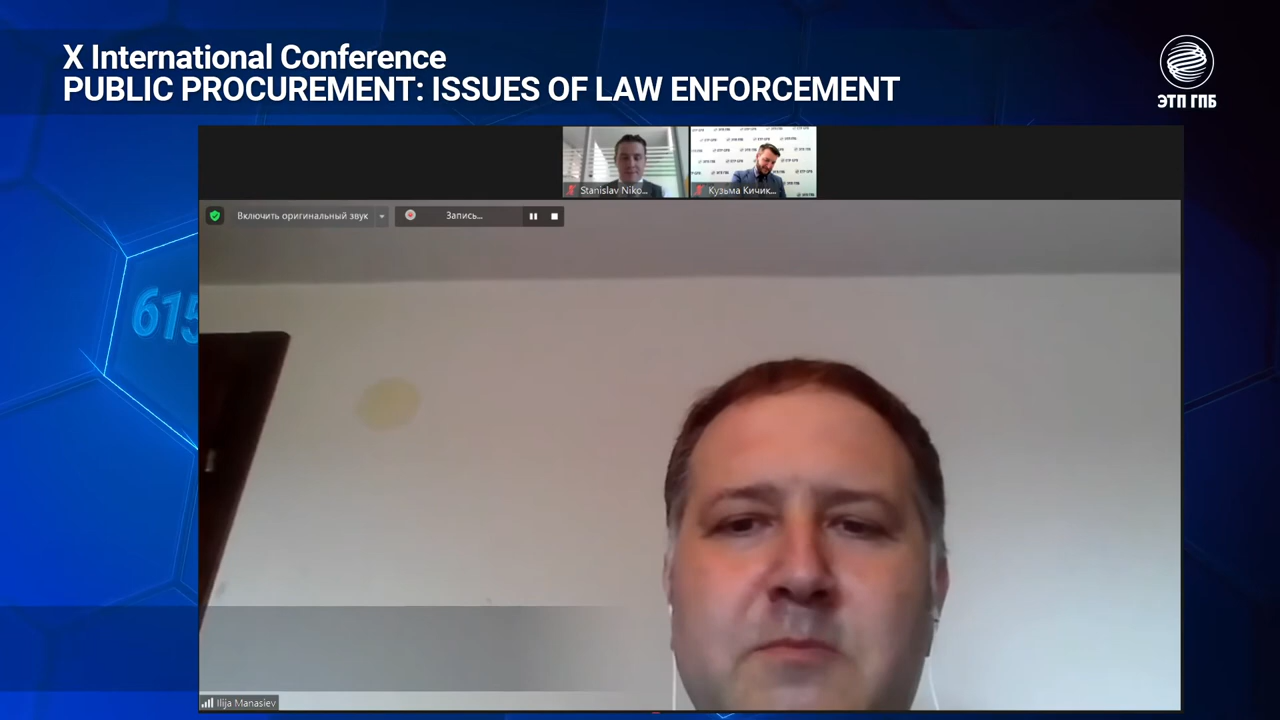 X International Conference
PUBLIC PROCUREMENT: ISSUES OF LAW ENFORCEMENT
ЭТП ГПБ
Stanislav Niko...
Кузьма Кичик...
Включить оригинальный звук
Запись...
615
Ilija Manasiev